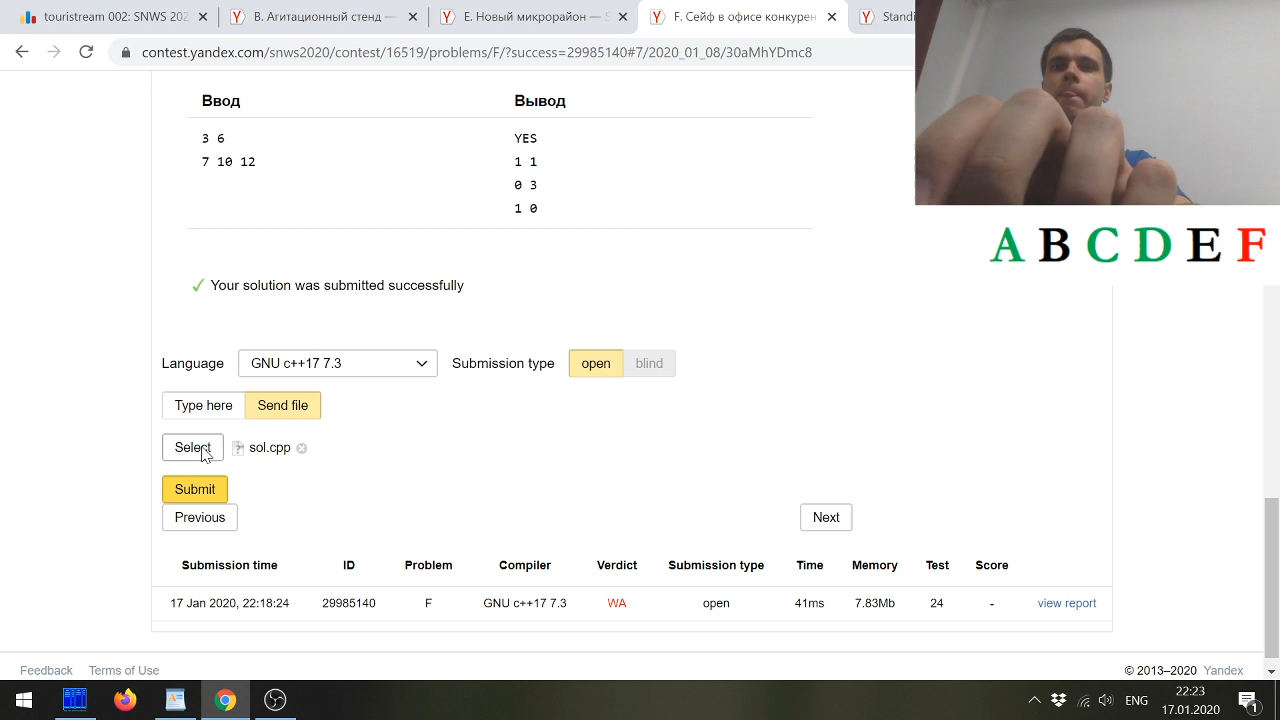 touristream 002: SNWS 202
В. Агитационный стенд —
Е. Новый микрорайон — S
F. Сейф в офисе конкурен
Standi
contest.yandex.com/snws2020/contest/16519/problems/F/?success=29985140#7/2020_01_08/30aMhYDmc8
Ввод Вывод
3 6 YES
7 10 12 1 1
0 3
1 0
A B C D E F
✓ Your solution was submitted successfully
Language GNU c++17 7.3 Submission type open blind
Type here Send file
Select ? sol.cpp
Submit
Previous Next
Submission time ID Problem Compiler Verdict Submission type Time Memory Test Score
17 Jan 2020, 22:18:24 29985140 F GNU c++17 7.3 WA open 41ms 7.83Mb 24 - view report
Feedback Terms of Use © 2013–2020 Yandex
ENG 22:23
17.01.2020
1